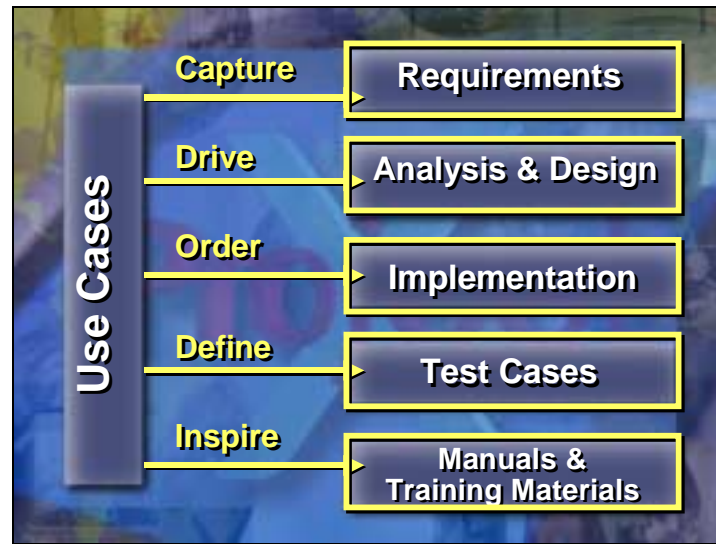 Capture
Requirements
Drive
Analysis & Design
Order
Implementation
Define
Test Cases
Inspire
Manuals &
Training Materials
Use Cases